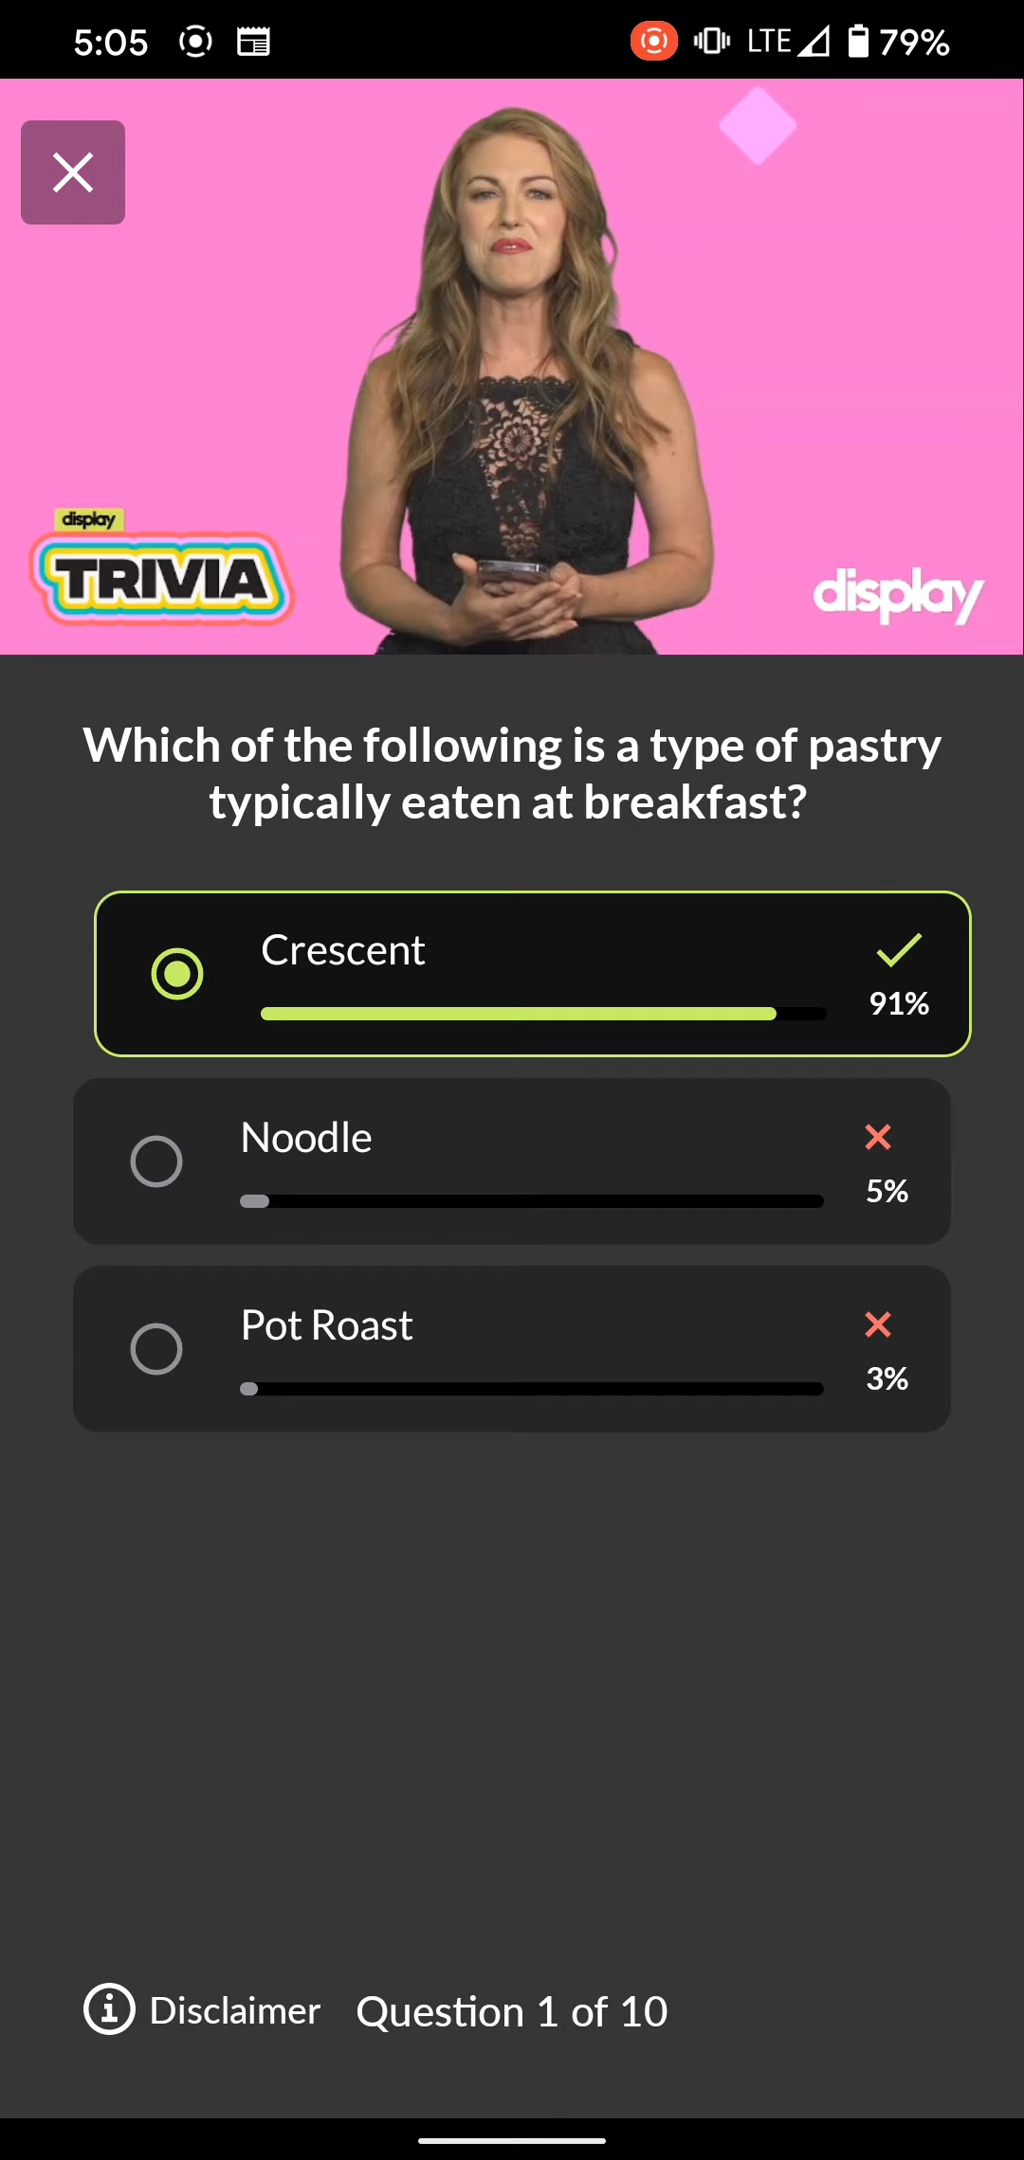 5:05
LTE
79%
display
TRIVIA
display
Which of the following is a type of pastry
typically eaten at breakfast?
Crescent
91%
Noodle
5%
Pot Roast
3%
Disclaimer
Question 1 of 10